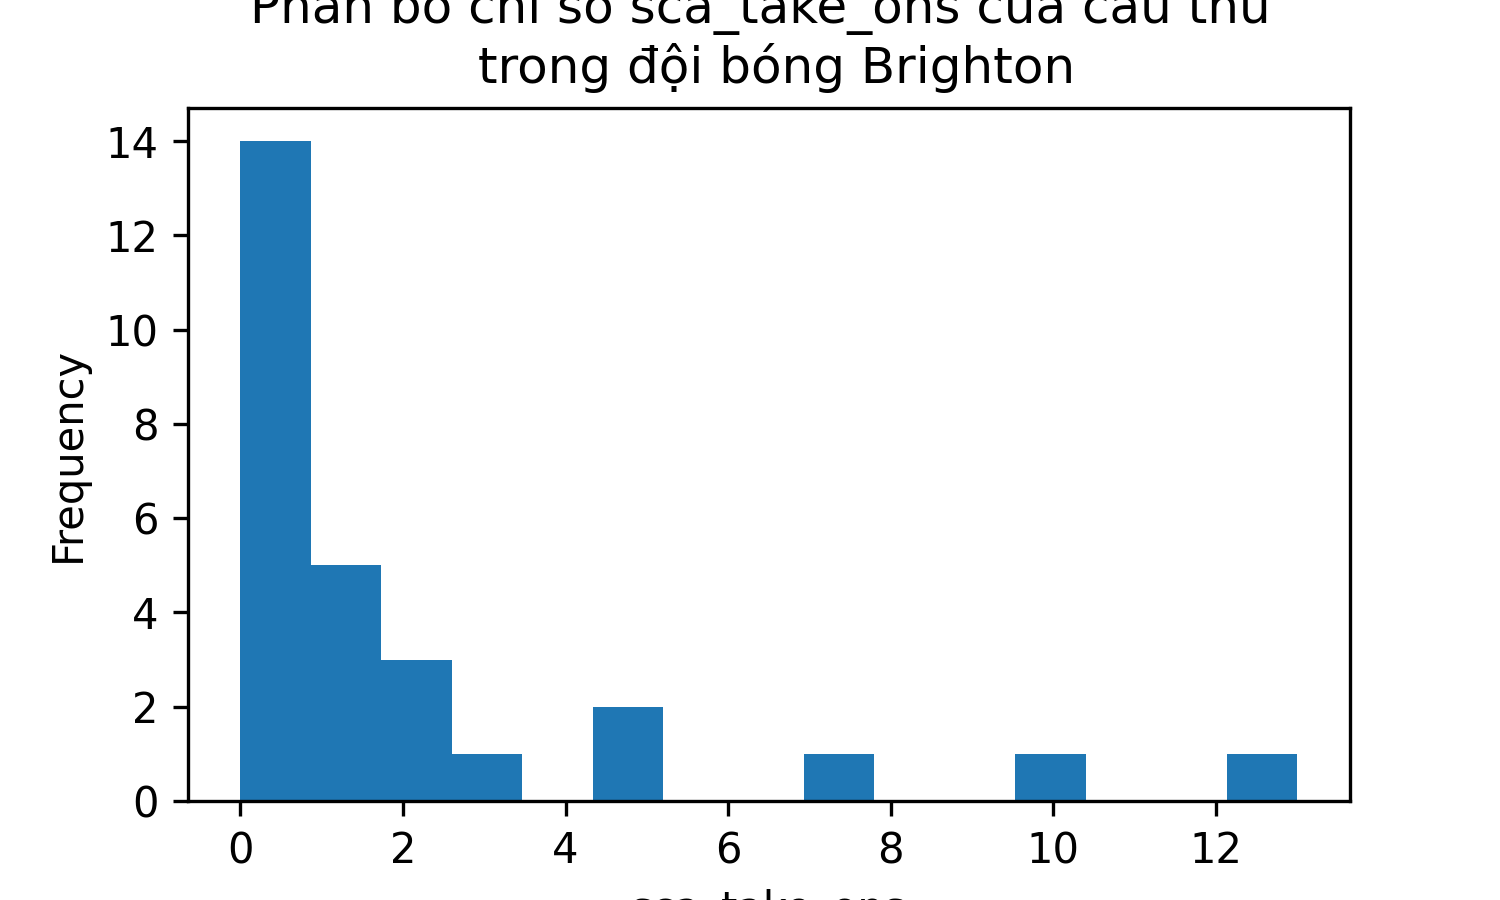 Phân bố chỉ số sca_take_ons của cầu thủ
trong đội bóng Brighton
14
12
10
8
6
4
2
0
Frequency
0 2 4 6 8 10 12
sca_take_ons